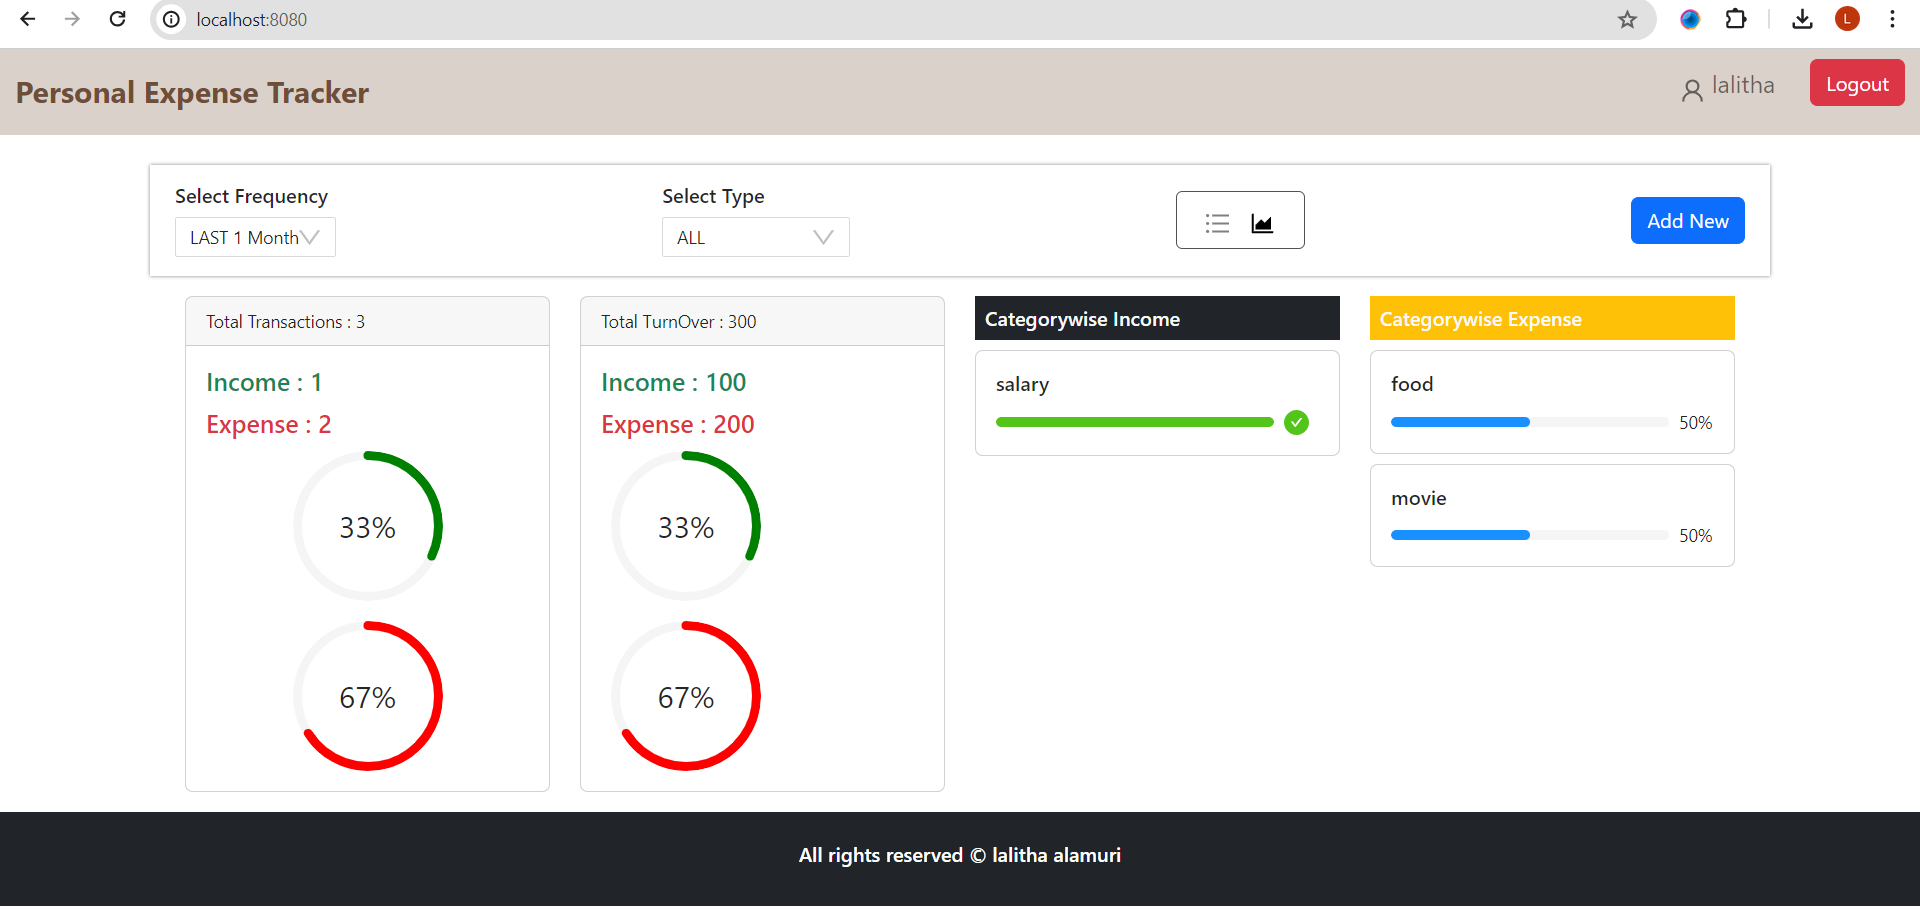 localhost:8080
L
Personal Expense Tracker
lalitha
Logout
Select Frequency
LAST 1 Month
Select Type
ALL
Add New
Total Transactions : 3
Income : 1
Expense : 2
33%
67%
Total TurnOver : 300
Income : 100
Expense : 200
33%
67%
Categorywise Income
salary
Categorywise Expense
food
50%
movie
50%
All rights reserved © lalitha alamuri